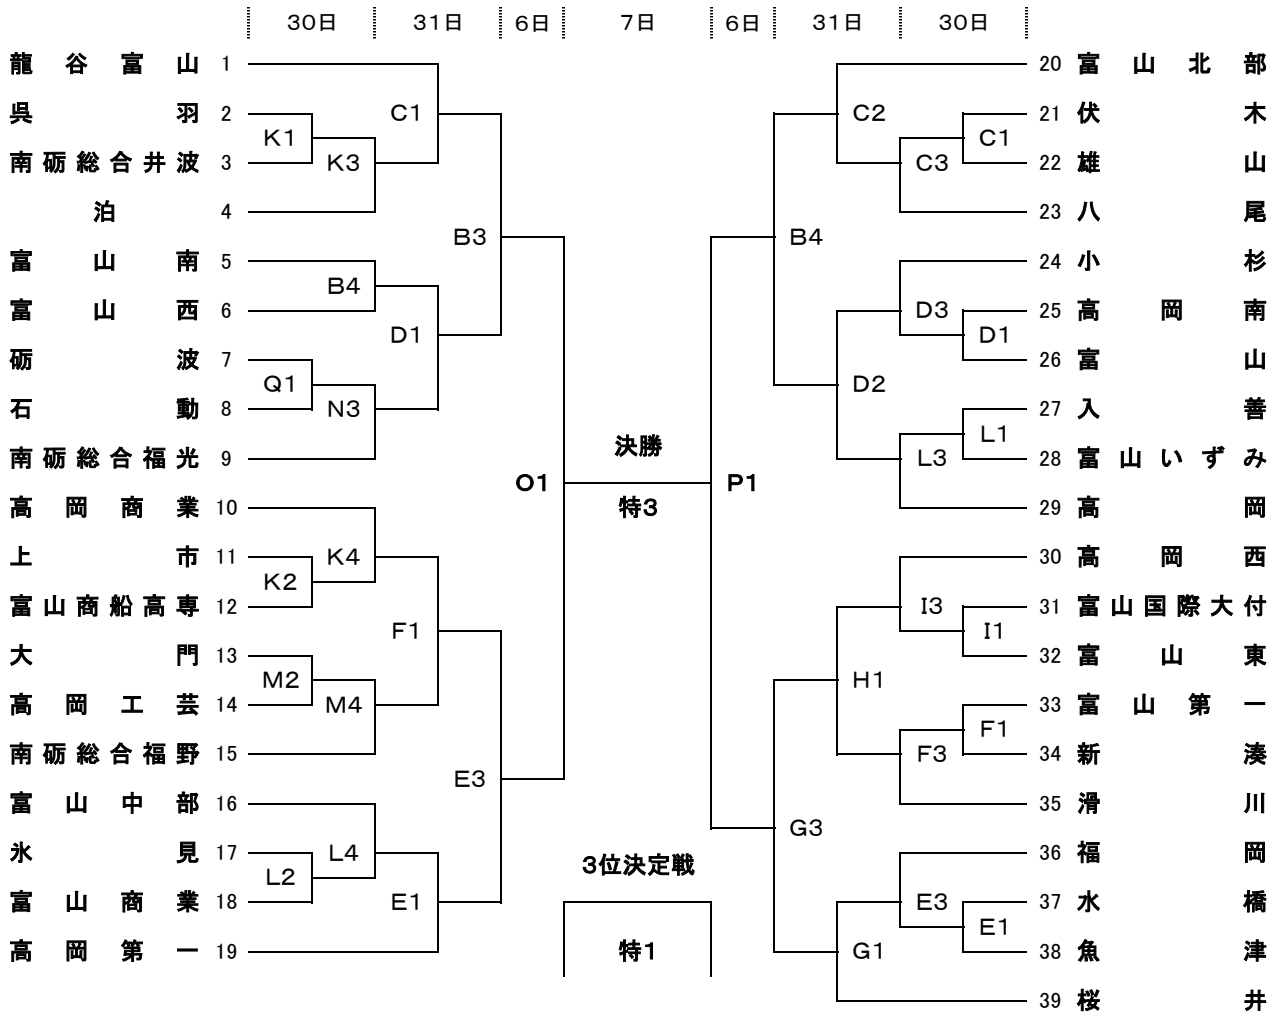 30日 31日 6日 7日 6日 31日 30日
龍谷富山 1
20 富山北部
呉羽 2
C1
C2
21 伏木
K1
C1
南砺総合井波 3
K3
C3
22 雄山
泊 4
23 八尾
B3
B4
富山南 5
24 小杉
B4
富山西 6
D3
25 高岡南
D1
D1
砺波 7
26 富山
Q1
D2
石動 8
N3
27 入善
L1
南砺総合福光 9
決勝
L3
28 富山いずみ
O1
P1
高岡商業 10
特3
29 高岡
上市 11
K4
30 高岡西
K2
富山商船高専 12
I3
31 富山国際大付
F1
I1
大門 13
32 富山東
M2
H1
高岡工芸 14
M4
33 富山第一
F1
南砺総合福野 15
F3
34 新湊
E3
富山中部 16
35 滑川
G3
氷見 17
L4
3位決定戦
36 福岡
L2
富山商業 18
E1
E3
37 水橋
E1
高岡第一 19
特1
G1
38 魚津
39 桜井